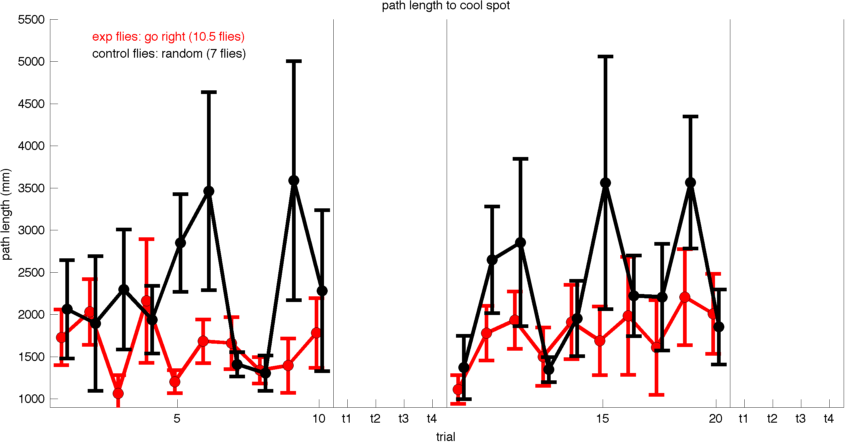 path length to cool spot
exp flies: go right (10.5 flies)
control flies: random (7 flies)
path length (mm)
5500
5000
4500
4000
3500
3000
2500
2000
1500
1000
5 10 t1 t2 t3 t4 15 20 t1 t2 t3 t4
trial